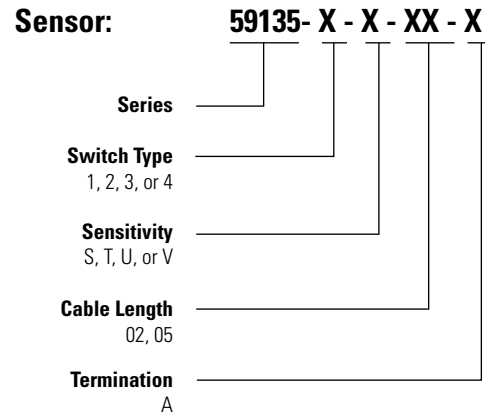 Sensor: 59135- X - X - XX - X
Series
Switch Type
1, 2, 3, or 4
Sensitivity
S, T, U, or V
Cable Length
02, 05
Termination
A